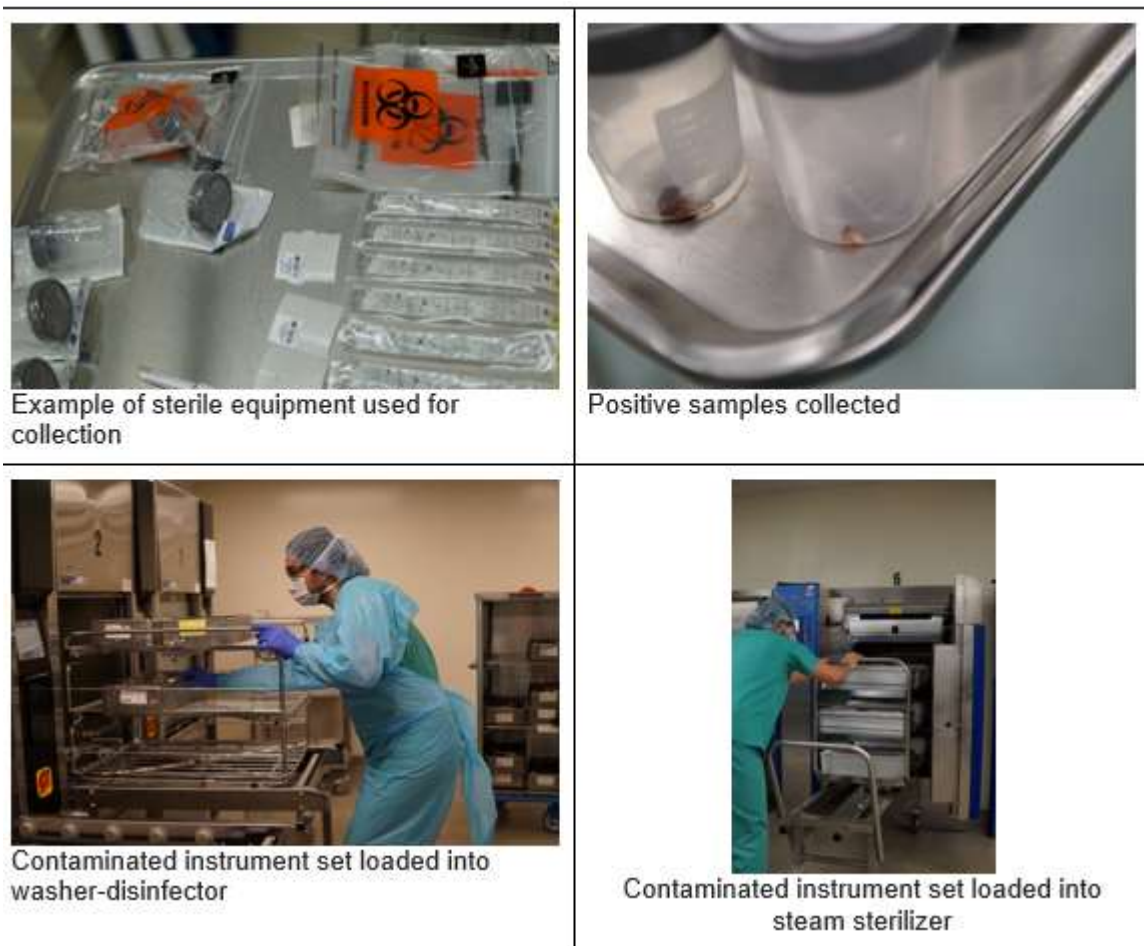 Example of sterile equipment used for
collection
Positive samples collected
2
Contaminated instrument set loaded into
washer-disinfector
Contaminated instrument set loaded into
steam sterilizer